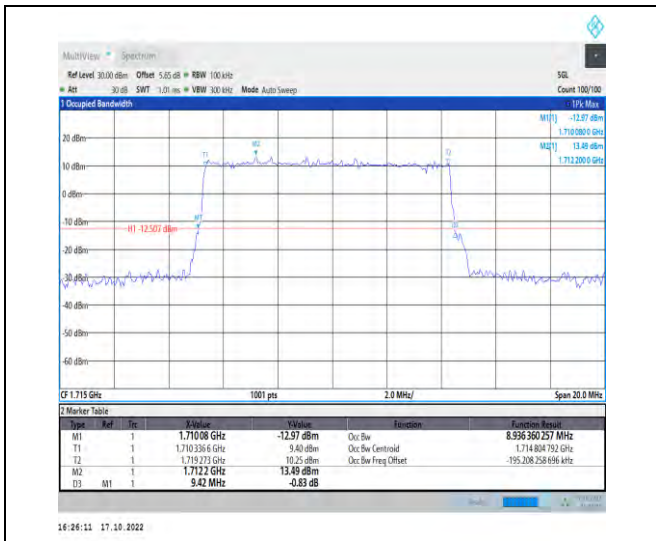 MultiView Spectrum
Ref Level 30.00 dBm Offset 5.65 dB RBW 100 kHz SGL
Att 30 dB SWT 1.01 ms VBW 300 kHz Mode Auto Sweep Count 100/100
1 Occupied Bandwidth 1Pk Max
M1[1] -12.97 dBm
1.710080 0 GHz
M2[1] 13.49 dBm
1.712200 0 GHz
20 dBm
M2
T1 T2
10 dBm
0 dBm
-10 dBm
M1
H1 -12.507 dBm
D3
-20 dBm
-30 dBm
-40 dBm
-50 dBm
-60 dBm
CF 1.715 GHz 1001 pts 2.0 MHz/ Span 20.0 MHz
2 Marker Table
Type Ref Trc X-Value Y-Value Function Function Result
M1 1 1.71008 GHz -12.97 dBm Occ Bw 8.936 360 257 MHz
T1 1 1.710 336 6 GHz 9.40 dBm Occ Bw Centroid 1.714 804 792 GHz
T2 1 1.719 273 GHz 10.25 dBm Occ Bw Freq Offset -195.208 258 696 kHz
M2 1 1.7122 GHz 13.49 dBm
D3 M1 1 9.42 MHz -0.83 dB
16:26:11 17.10.2022